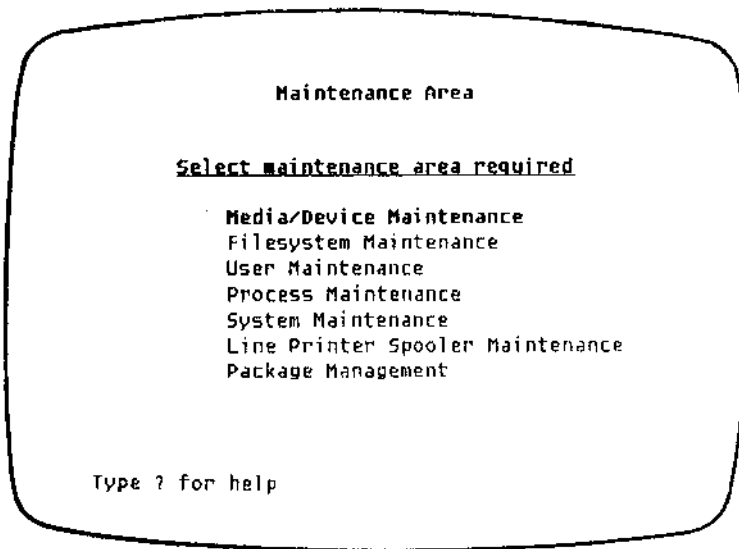 Maintenance Area
Select maintenance area required
Media/Device Maintenance
Filesystem Maintenance
User Maintenance
Process Maintenance
System Maintenance
Line Printer Spooler Maintenance
Package Management
Type ? for help